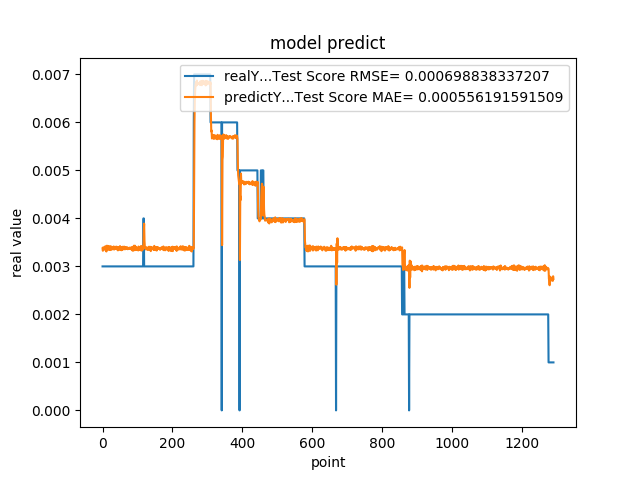 model predict
realY...Test Score RMSE= 0.000698838337207
predictY...Test Score MAE= 0.000556191591509
real value
0.007
0.006
0.005
0.004
0.003
0.002
0.001
0.000
0 200 400 600 800 1000 1200
point